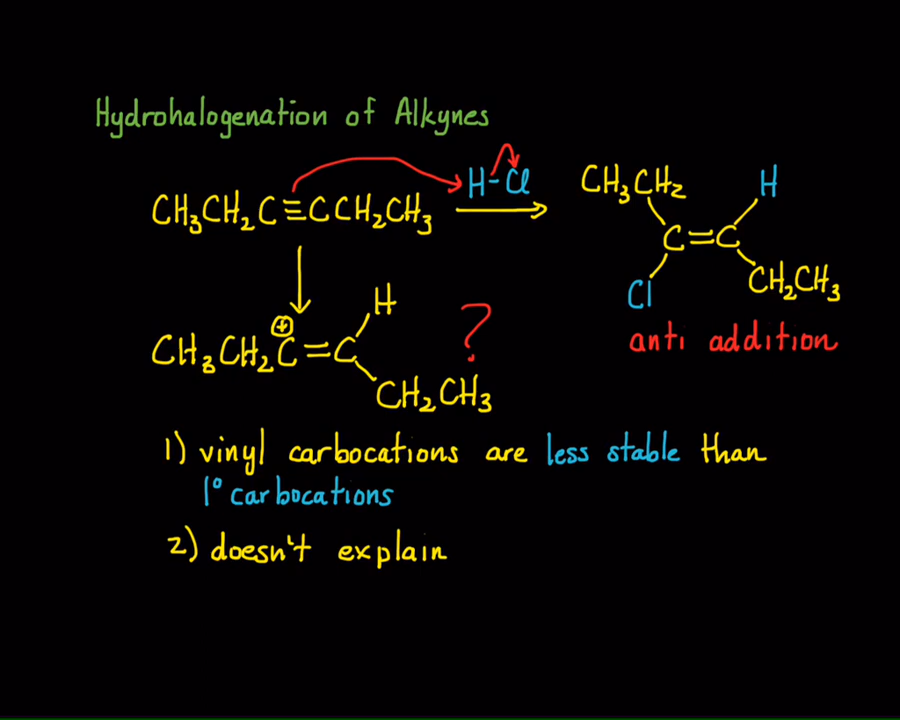 Hydrohalogenation of Alkynes
CH₃CH₂C≡CCH₂CH₃
H-Cl
CH₃CH₂
H
C=C
Cl
CH₂CH₃
anti addition
H
CH₃CH₂C⊕=C
CH₂CH₃
?
1) vinyl carbocations are less stable than
1° carbocations
2) doesn't explain